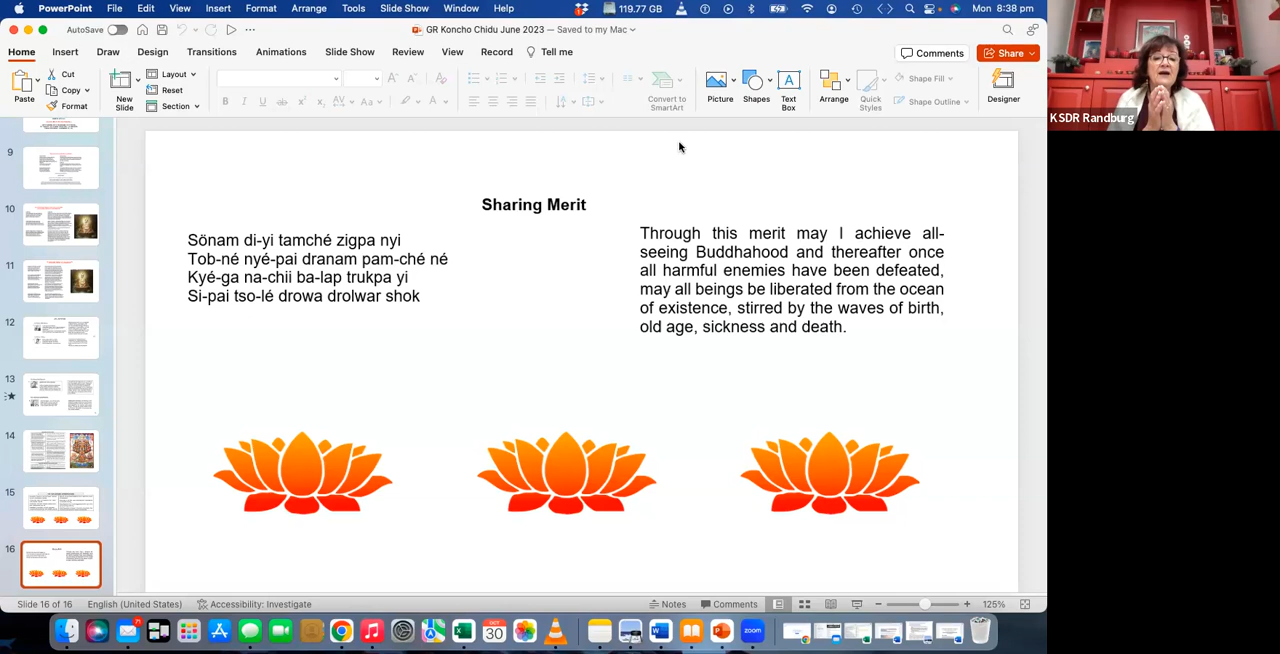 PowerPoint File Edit View Insert Format Arrange Tools Slide Show Window Help 119.77 GB Mon 8:38 pm
AutoSave GR Koncho Chidu June 2023 — Saved to my Mac
Home Insert Draw Design Transitions Animations Slide Show Review View Record Tell me Comments Share
Paste Cut Copy Format
New Slide Layout Reset Section
B I U ab x² x₂ AV Aa A
Convert to SmartArt
Picture Shapes Text Box
Arrange Quick Styles Shape Fill Shape Outline
Designer
KSDR Randburg
9
10
11
12
13
14
15
16
Sharing Merit
Sönam di-yi tamché zigpa nyi
Tob-né nyé-pai dranam pam-ché né
Kyé-ga na-chii ba-lap trukpa yi
Si-pai tso-lé drowa drolwar shok
Through this merit may I achieve all-
seeing Buddhahood and thereafter once
all harmful enemies have been defeated,
may all beings be liberated from the ocean
of existence, stirred by the waves of birth,
old age, sickness and death.
Slide 16 of 16 English (United States) Accessibility: Investigate Notes Comments 125%
OCT 30 zoom